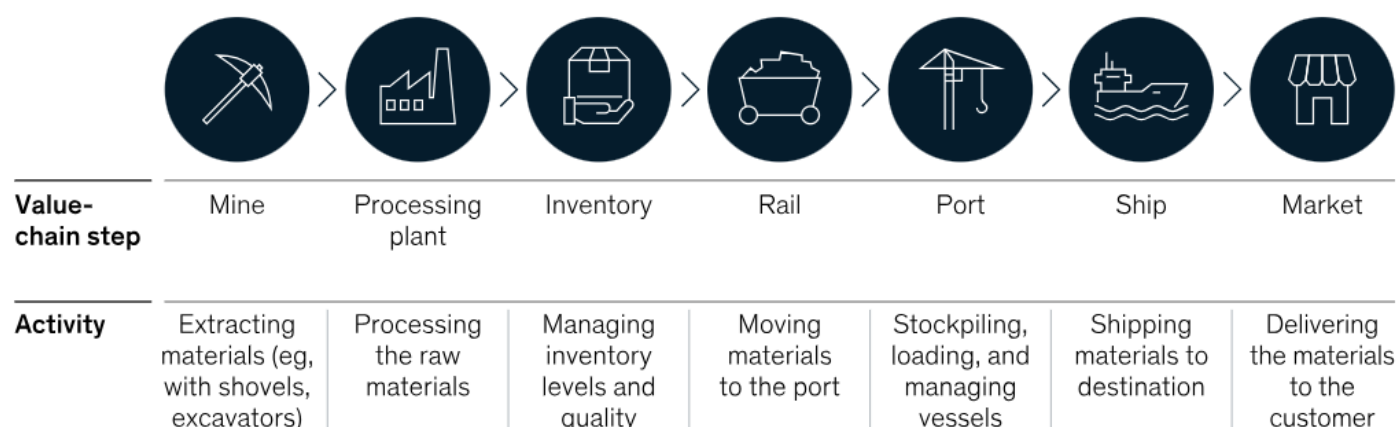 Value-
chain step
Mine
Processing
plant
Inventory
Rail
Port
Ship
Market
Activity
Extracting
materials (eg,
with shovels,
excavators)
Processing
the raw
materials
Managing
inventory
levels and
quality
Moving
materials
to the port
Stockpiling,
loading, and
managing
vessels
Shipping
materials to
destination
Delivering
the materials
to the
customer